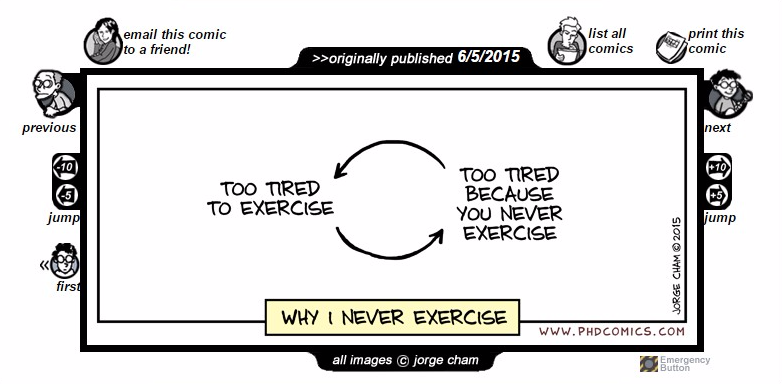 email this comic
to a friend!
list all
comics
print this
comic
>>originally published 6/5/2015
previous
next
-10
-5
jump
+10
+5
jump
«
first
TOO TIRED
TO EXERCISE
TOO TIRED
BECAUSE
YOU NEVER
EXERCISE
JORGE CHAM © 2015
WHY I NEVER EXERCISE
WWW.PHDCOMICS.COM
all images © jorge cham
Emergency
Button